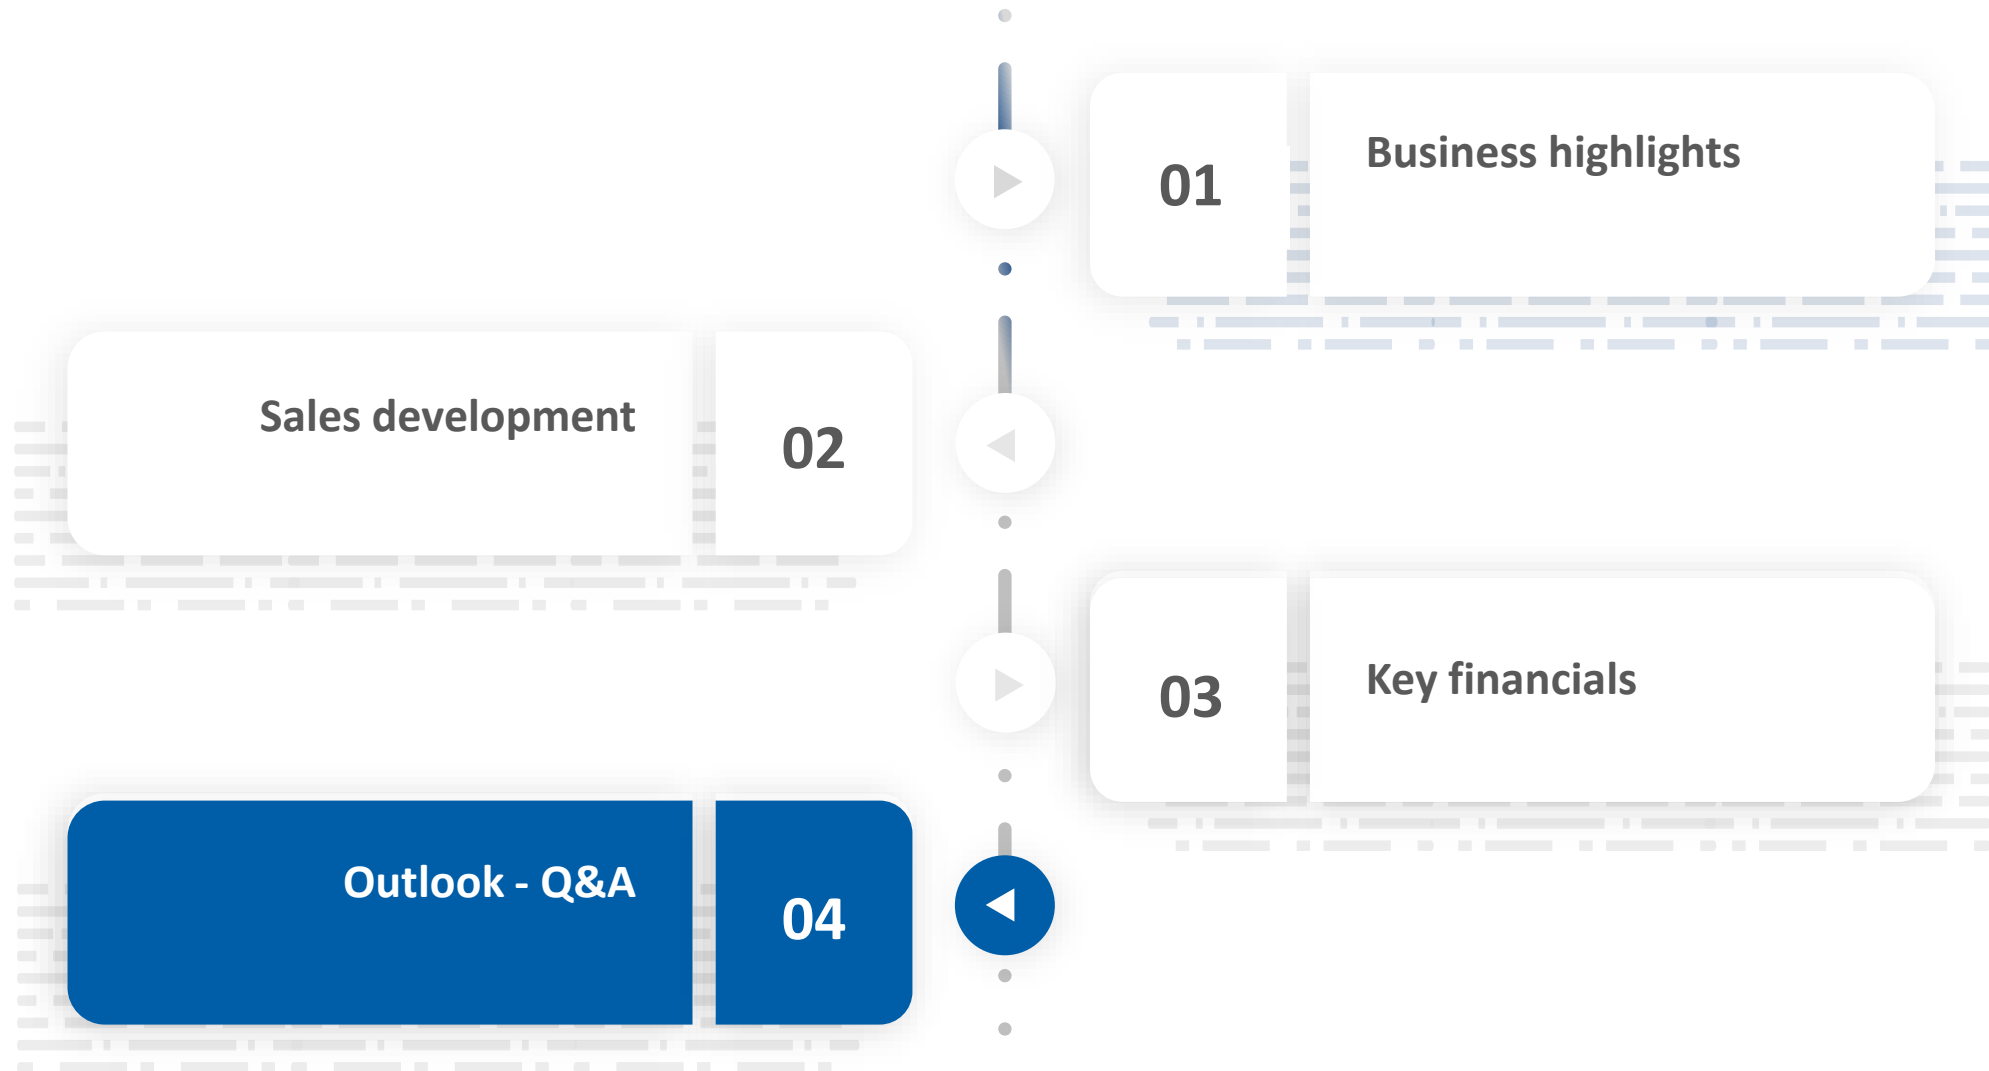 01
Business highlights
Sales development
02
03
Key financials
Outlook - Q&A
04